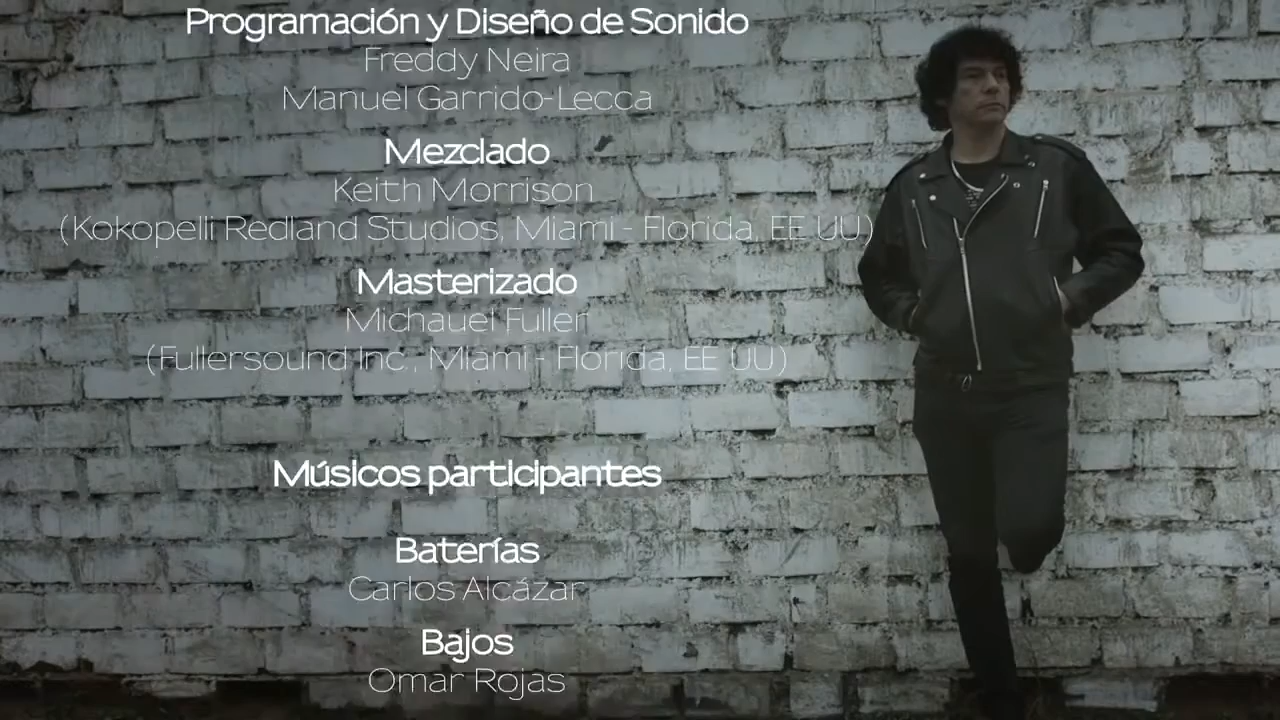 Programación y Diseño de Sonido
Freddy Neira
Manuel Garrido-Lecca
Mezclado
Keith Morrison
(Kokopelli Redland Studios, Miami - Florida, EE UU)
Masterizado
Michauel Fuller
(Fullersound Inc., Miami - Florida, EE UU)
Músicos participantes
Baterías
Carlos Alcázar
Bajos
Omar Rojas